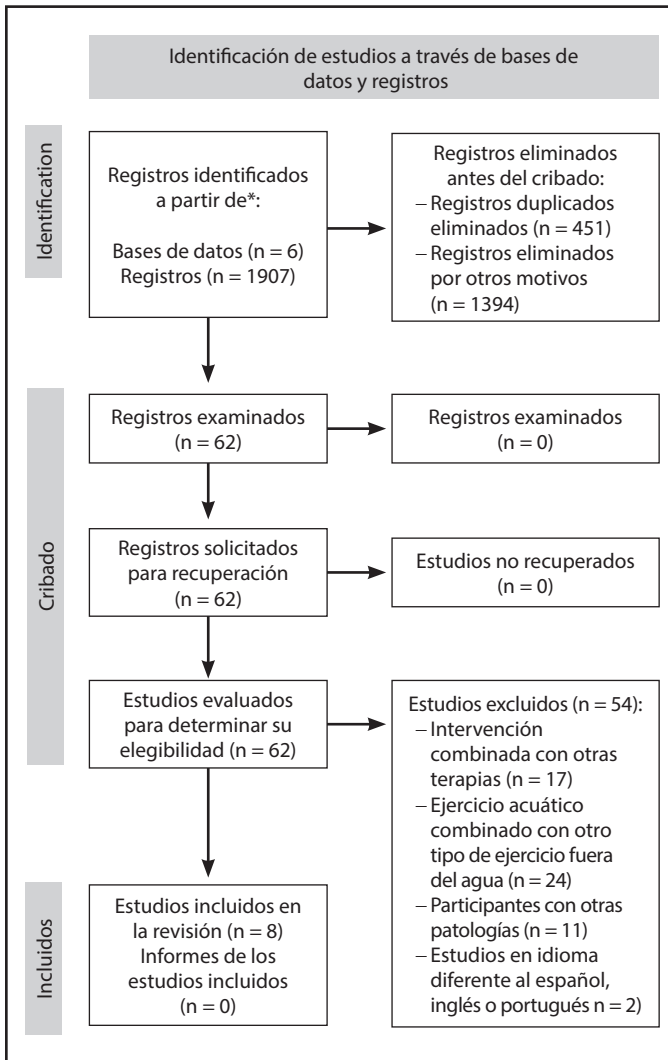 Identificación de estudios a través de bases de
datos y registros
Identification
Registros identificados
a partir de*:
Bases de datos (n = 6)
Registros (n = 1907)
Registros eliminados
antes del cribado:
– Registros duplicados
eliminados (n = 451)
– Registros eliminados
por otros motivos
(n = 1394)
Cribado
Registros examinados
(n = 62)
Registros examinados
(n = 0)
Registros solicitados
para recuperación
(n = 62)
Estudios no recuperados
(n = 0)
Estudios evaluados
para determinar su
elegibilidad (n = 62)
Estudios excluidos (n = 54):
– Intervención
combinada con otras
terapias (n = 17)
– Ejercicio acuático
combinado con otro
tipo de ejercicio fuera
del agua (n = 24)
– Participantes con otras
patologías (n = 11)
– Estudios en idioma
diferente al español,
inglés o portugués n = 2)
Incluidos
Estudios incluidos en
la revisión (n = 8)
Informes de los
estudios incluidos
(n = 0)